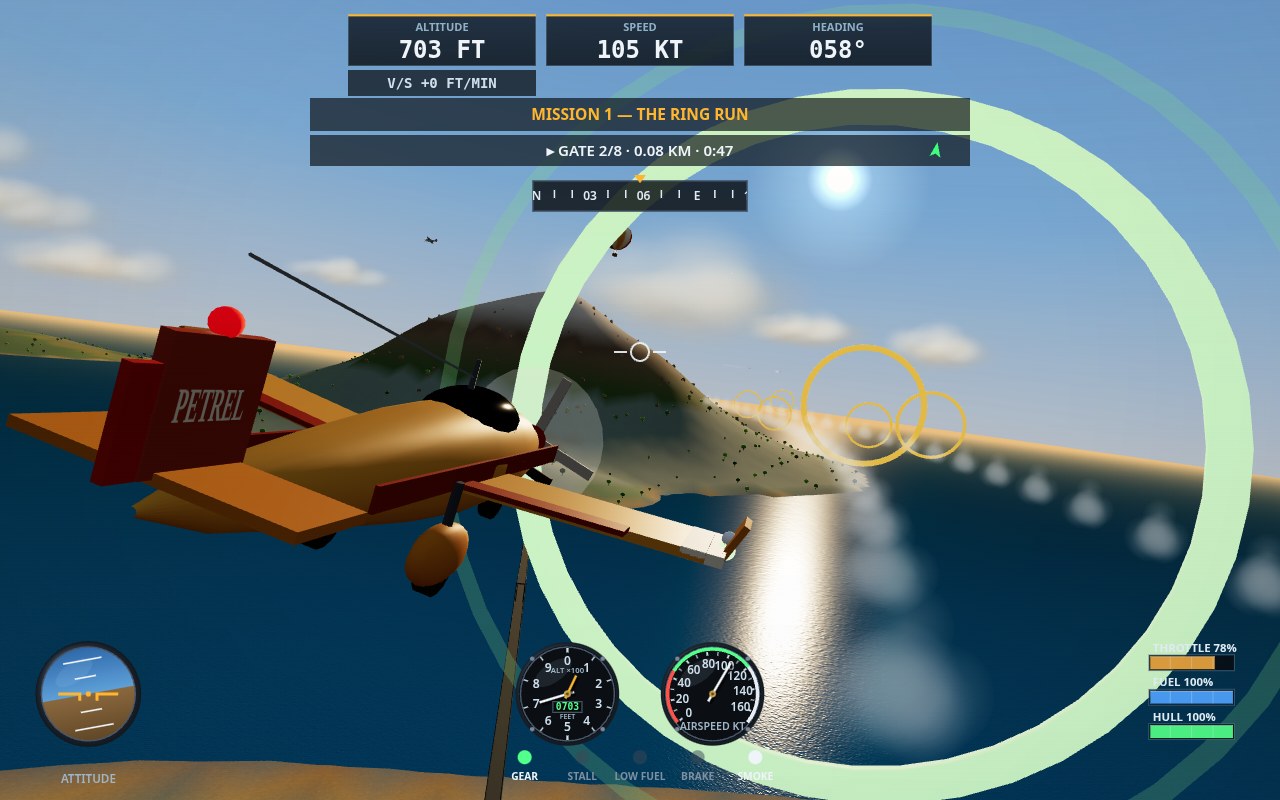 ALTITUDE
703 FT
SPEED
105 KT
HEADING
058°
V/S +0 FT/MIN
MISSION 1 — THE RING RUN
▸ GATE 2/8 · 0.08 KM · 0:47
N 03 06 E
PETREL
THROTTLE 78%
FUEL 100%
HULL 100%
0 1 2 3 4 5 6 7 8 9
ALT ×100
0703
FEET
0 20 40 60 80 100 120 140 160
AIRSPEED KT
ATTITUDE
GEAR STALL LOW FUEL BRAKE SMOKE